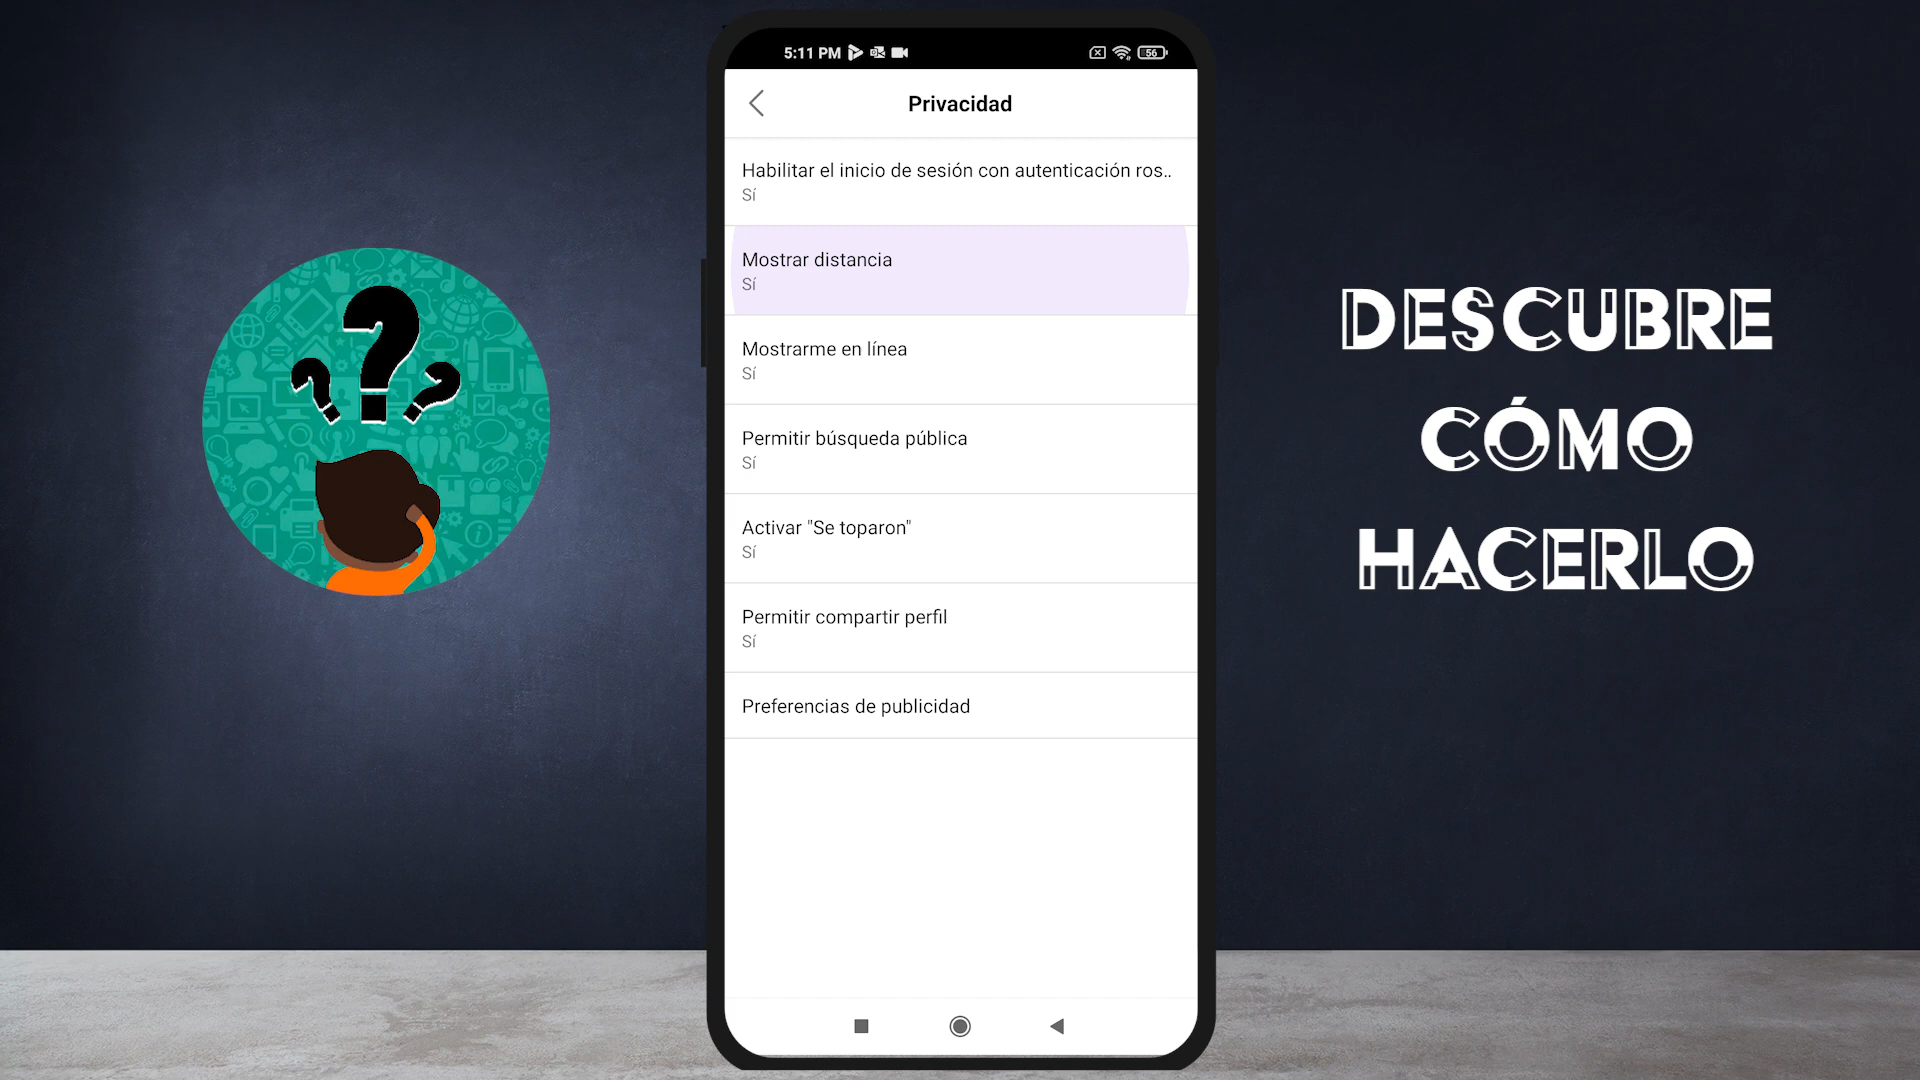 5:11 PM
56
Privacidad
Habilitar el inicio de sesión con autenticación ros..
Sí
Mostrar distancia
Sí
Mostrarme en línea
Sí
Permitir búsqueda pública
Sí
Activar "Se toparon"
Sí
Permitir compartir perfil
Sí
Preferencias de publicidad
DESCUBRE
CÓMO
HACERLO